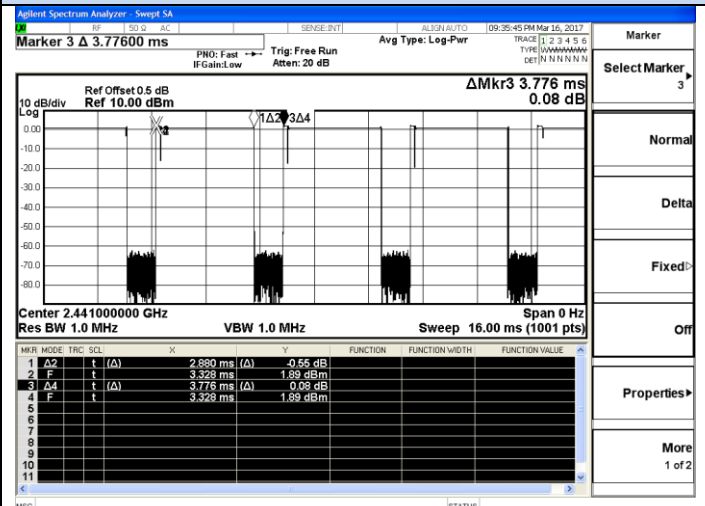 Agilent Spectrum Analyzer - Swept SA
RF 50 Ω AC SENSE:INT ALIGN AUTO 09:35:45 PM Mar 16, 2017
Marker 3 Δ 3.77600 ms
PNO: Fast
IFGain:Low
Trig: Free Run
Atten: 20 dB
Avg Type: Log-Pwr
TRACE 1 2 3 4 5 6
TYPE WWWWWW
DET N N N N N N
Ref Offset 0.5 dB
10 dB/div Ref 10.00 dBm
ΔMkr3 3.776 ms
0.08 dB
Log
0.00
-10.0
-20.0
-30.0
-40.0
-50.0
-60.0
-70.0
-80.0
1Δ2 3Δ4
Center 2.441000000 GHz Span 0 Hz
Res BW 1.0 MHz VBW 1.0 MHz Sweep 16.00 ms (1001 pts)
MKR MODE TRC SCL X Y FUNCTION FUNCTION WIDTH FUNCTION VALUE
1 Δ2 t (Δ) 2.880 ms (Δ) -0.55 dB
2 F t 3.328 ms 1.89 dBm
3 Δ4 t (Δ) 3.776 ms (Δ) 0.08 dB
4 F t 3.328 ms 1.89 dBm
5
6
7
8
9
10
11
MSG STATUS
Marker
Select Marker
3
Normal
Delta
Fixed
Off
Properties
More
1 of 2